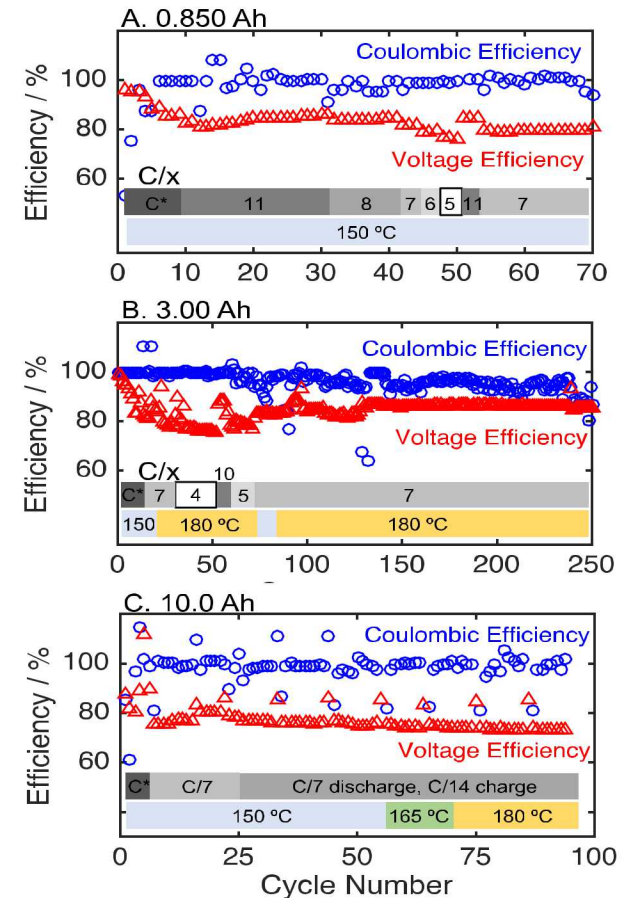 A. 0.850 Ah
Efficiency / %
100
80
60
Coulombic Efficiency
Voltage Efficiency
C/x
C* 11 8 7 6 5 11 7
150 ºC
0 10 20 30 40 50 60 70
B. 3.00 Ah
Efficiency / %
100
80
60
Coulombic Efficiency
Voltage Efficiency
C/x 10
C* 7 4 5 7
150 180 ºC 180 ºC
0 50 100 150 200 250
C. 10.0 Ah
Efficiency / %
100
80
60
Coulombic Efficiency
Voltage Efficiency
C* C/7 C/7 discharge, C/14 charge
150 ºC 165 ºC 180 ºC
0 25 50 75 100
Cycle Number